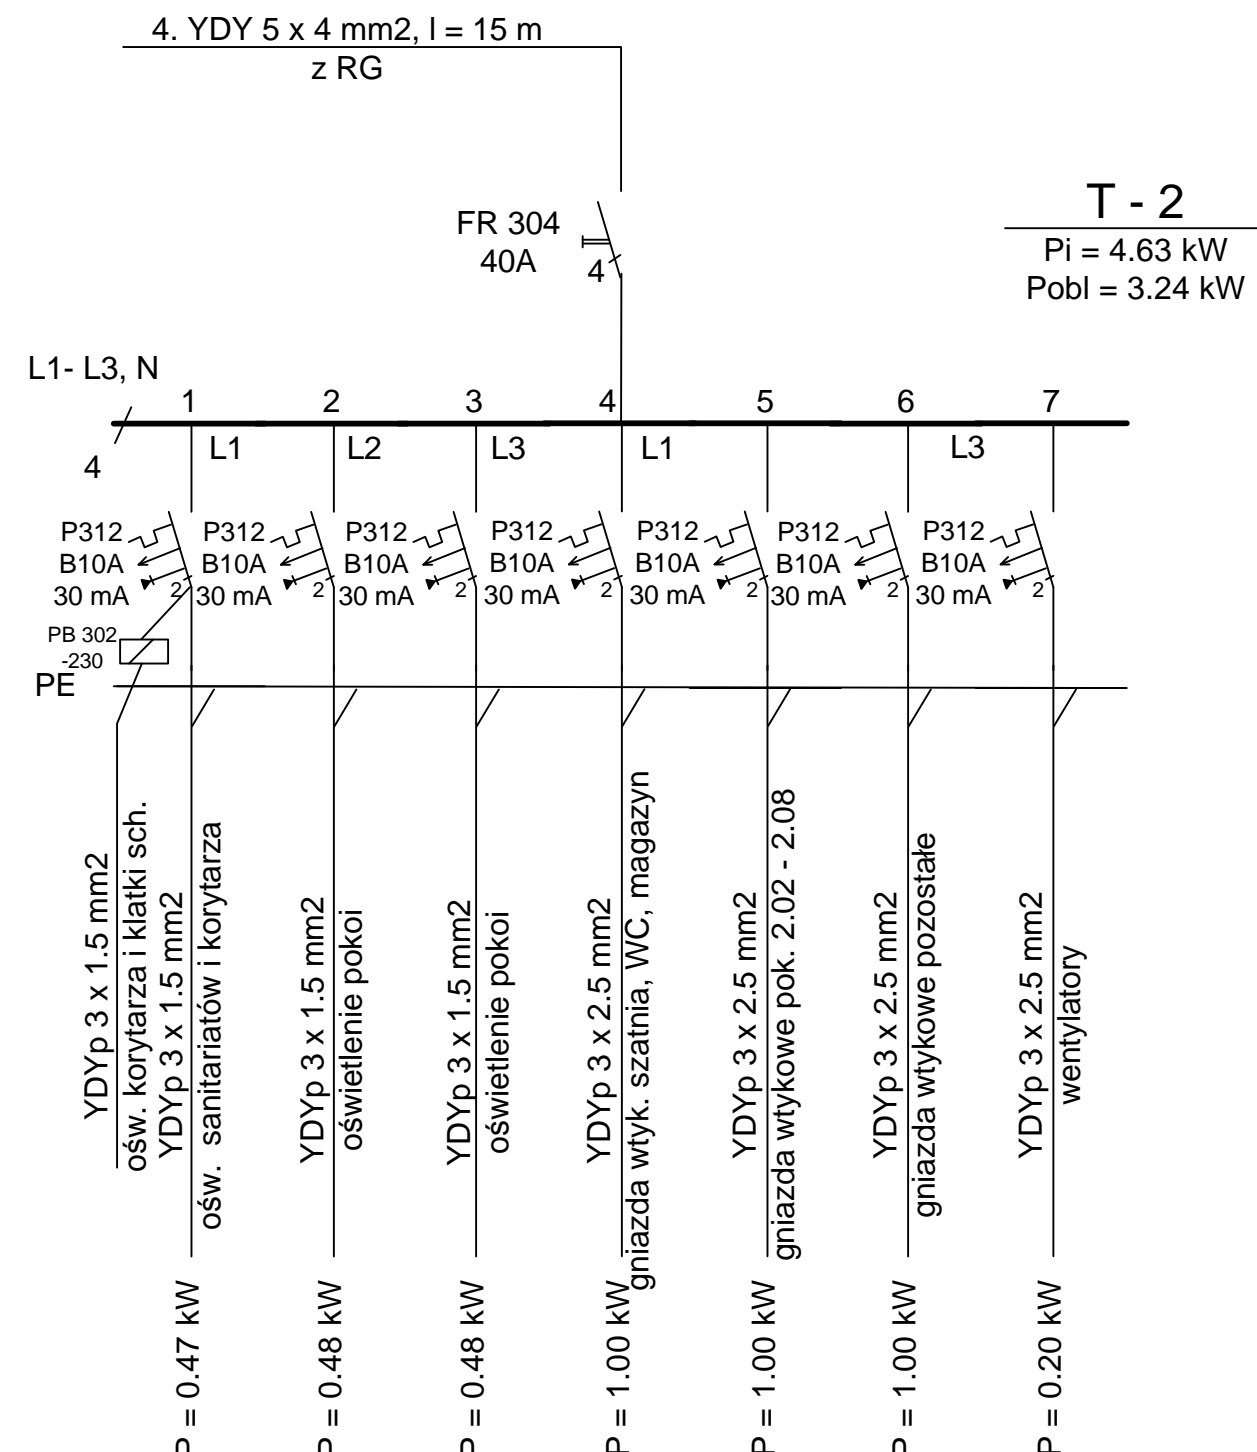 4. YDY 5 x 4 mm2, l = 15 m
z RG
FR 304
40A
4
T - 2
Pi = 4.63 kW
Pobl = 3.24 kW
L1- L3, N
4
1
2
3
4
5
6
7
L1
L2
L3
L1
L3
P312
B10A
30 mA
2
P312
B10A
30 mA
2
P312
B10A
30 mA
2
P312
B10A
30 mA
2
P312
B10A
30 mA
2
P312
B10A
30 mA
2
P312
B10A
30 mA
2
PB 302
-230
PE
YDYp 3 x 1.5 mm2
ośw. korytarza i klatki sch.
YDYp 3 x 1.5 mm2
ośw. sanitariatów i korytarza
YDYp 3 x 1.5 mm2
oświetlenie pokoi
YDYp 3 x 1.5 mm2
oświetlenie pokoi
YDYp 3 x 2.5 mm2
gniazda wtyk. szatnia, WC, magazyn
YDYp 3 x 2.5 mm2
gniazda wtykowe pok. 2.02 - 2.08
YDYp 3 x 2.5 mm2
gniazda wtykowe pozostałe
YDYp 3 x 2.5 mm2
wentylatory
P = 0.47 kW
P = 0.48 kW
P = 0.48 kW
P = 1.00 kW
P = 1.00 kW
P = 1.00 kW
P = 0.20 kW